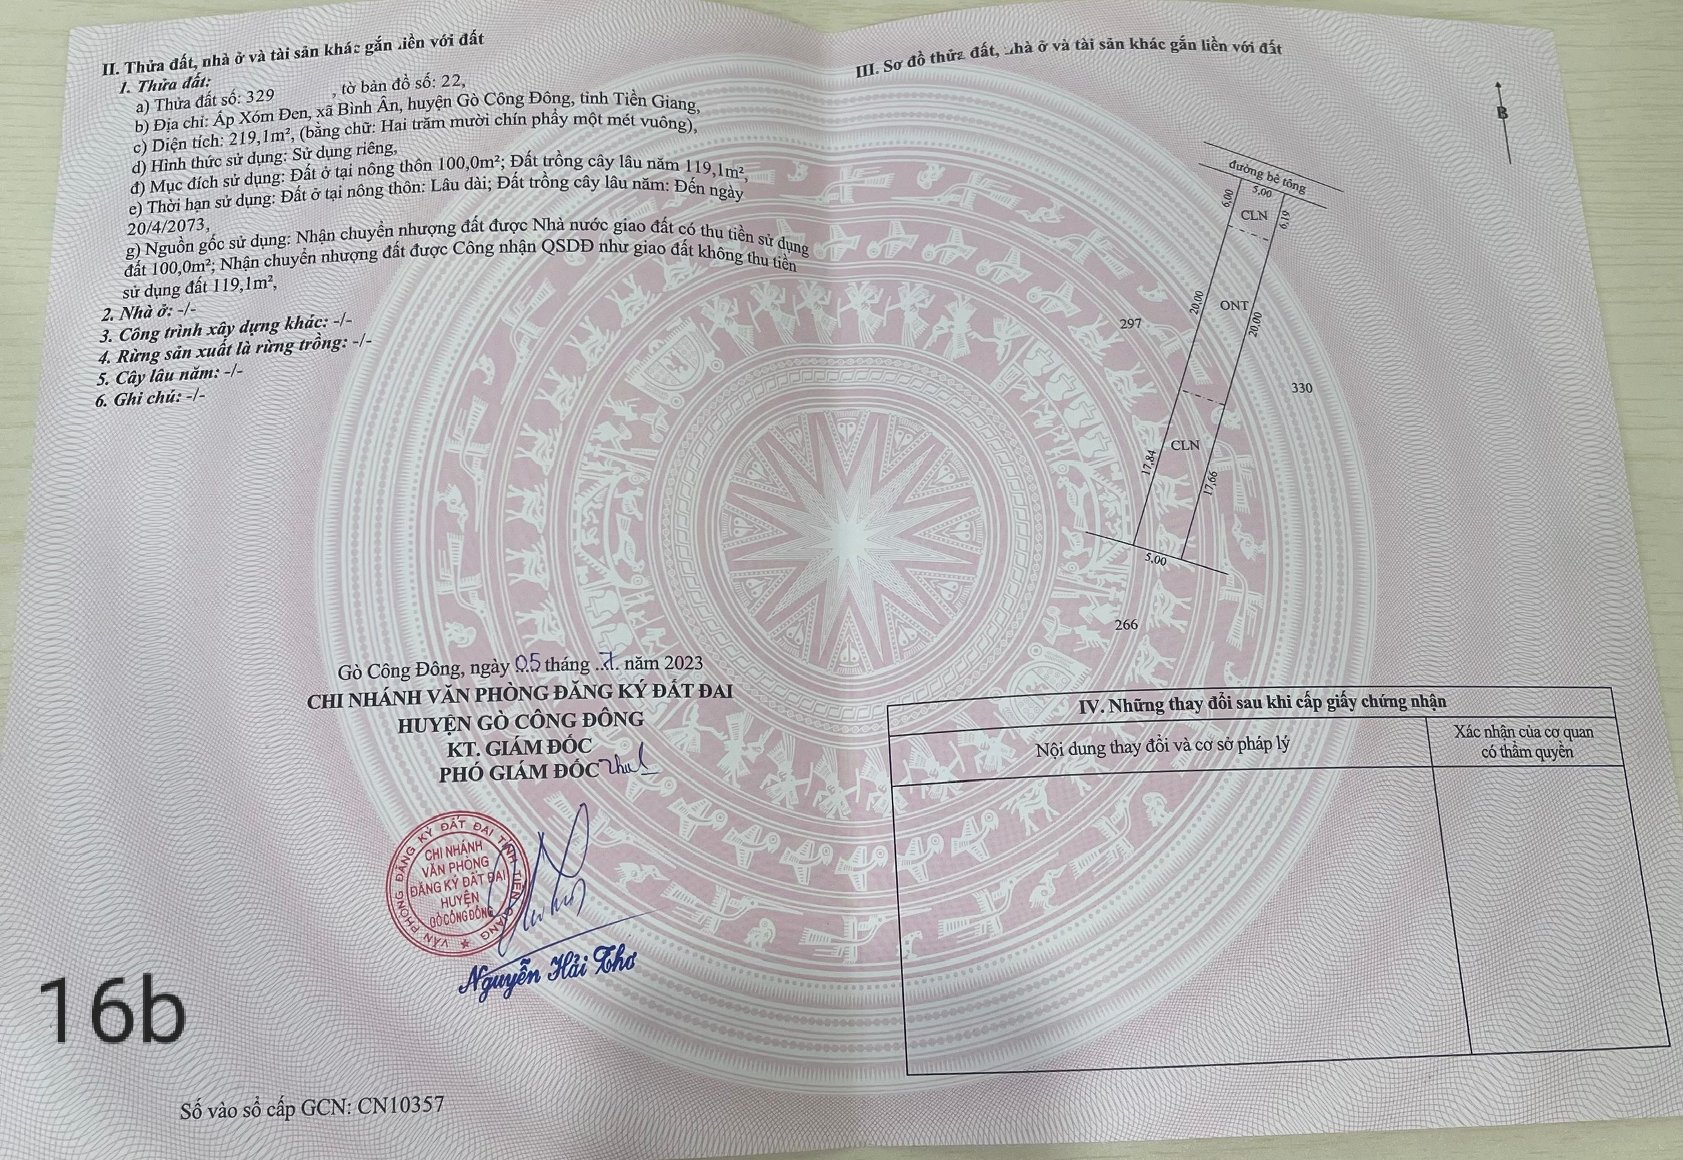 II. Thửa đất, nhà ở và tài sản khác gắn liền với đất
1. Thửa đất:
a) Thửa đất số: 329 , tờ bản đồ số: 22,
b) Địa chỉ: Ấp Xóm Đen, xã Bình Ân, huyện Gò Công Đông, tỉnh Tiền Giang,
c) Diện tích: 219,1m², (bằng chữ: Hai trăm mười chín phẩy một mét vuông),
d) Hình thức sử dụng: Sử dụng riêng,
đ) Mục đích sử dụng: Đất ở tại nông thôn 100,0m²; Đất trồng cây lâu năm 119,1m²,
e) Thời hạn sử dụng: Đất ở tại nông thôn: Lâu dài; Đất trồng cây lâu năm: Đến ngày
20/4/2073,
g) Nguồn gốc sử dụng: Nhận chuyển nhượng đất được Nhà nước giao đất có thu tiền sử dụng
đất 100,0m²; Nhận chuyển nhượng đất được Công nhận QSDĐ như giao đất không thu tiền
sử dụng đất 119,1m²,
2. Nhà ở: -/-
3. Công trình xây dựng khác: -/-
4. Rừng sản xuất là rừng trồng: -/-
5. Cây lâu năm: -/-
6. Ghi chú: -/-
Gò Công Đông, ngày 05 tháng .7. năm 2023
CHI NHÁNH VĂN PHÒNG ĐĂNG KÝ ĐẤT ĐAI
HUYỆN GÒ CÔNG ĐÔNG
KT. GIÁM ĐỐC
PHÓ GIÁM ĐỐC
VĂN PHÒNG ĐĂNG KÝ ĐẤT ĐAI TỈNH TIỀN GIANG
CHI NHÁNH
VĂN PHÒNG
ĐĂNG KÝ ĐẤT ĐAI
HUYỆN
GÒ CÔNG ĐÔNG
Nguyễn Hải Thơ
16b
Số vào sổ cấp GCN: CN10357
III. Sơ đồ thửa đất, nhà ở và tài sản khác gắn liền với đất
B
đường bê tông
5,00
6,00
CLN
6,19
20,00
ONT
20,00
297
330
CLN
17,84
17,66
5,00
266
IV. Những thay đổi sau khi cấp giấy chứng nhận
Nội dung thay đổi và cơ sở pháp lý
Xác nhận của cơ quan
có thẩm quyền